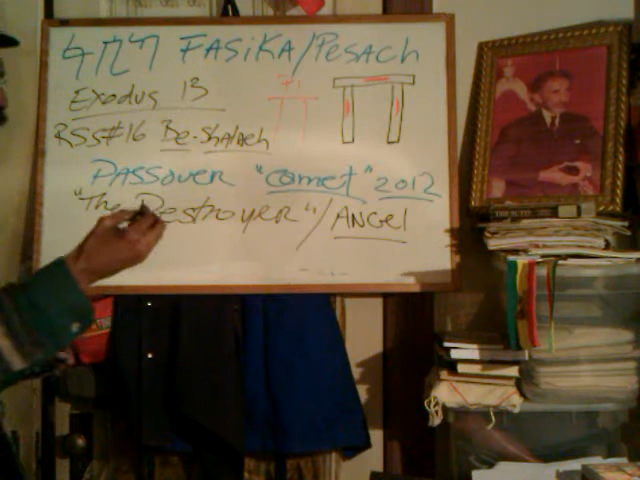 ፋሲካ FASIKA/PESACH
Exodus 13
RSS#16 Be-Shalach
PASSOVER "comet" 2012
"The Destroyer"/ANGEl